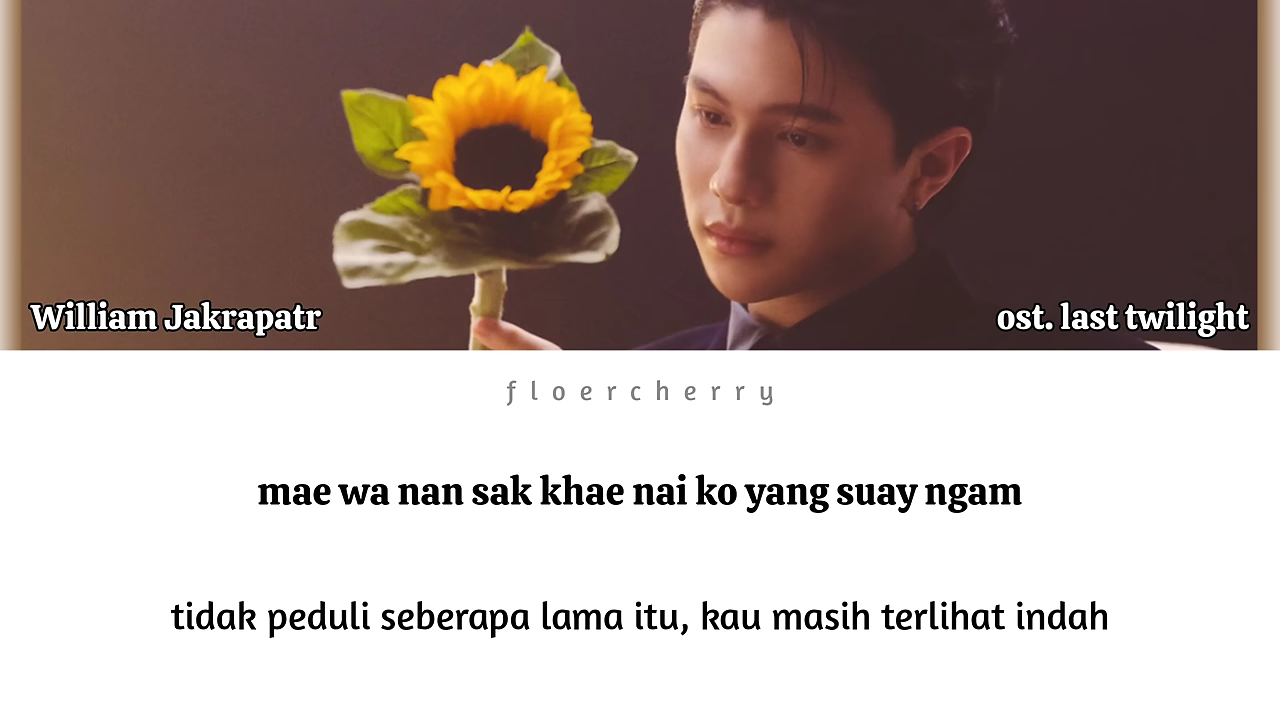 William Jakrapatr
ost. last twilight
floercherry
mae wa nan sak khae nai ko yang suay ngam
tidak peduli seberapa lama itu, kau masih terlihat indah